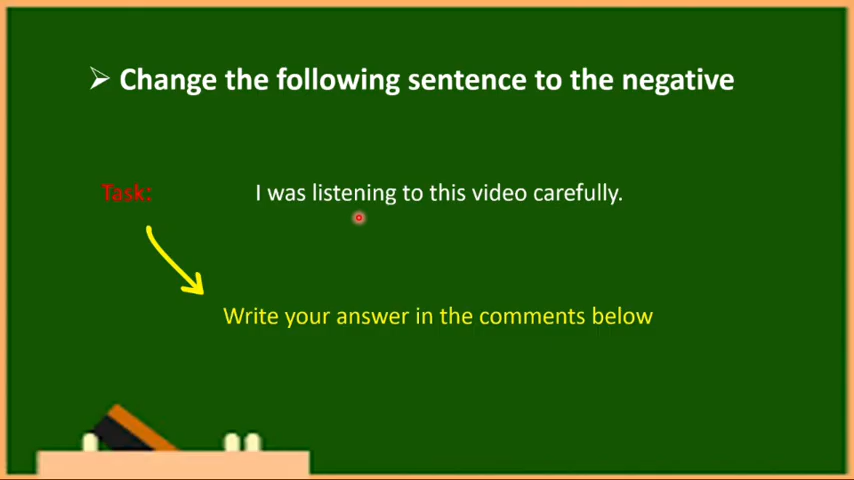 Change the following sentence to the negative
Task: I was listening to this video carefully.
Write your answer in the comments below